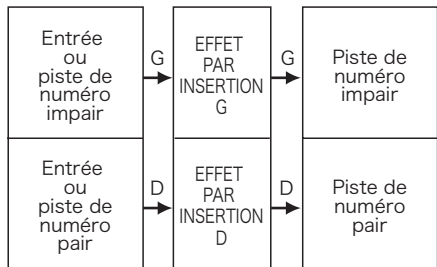 Entrée
ou
piste de
numéro
impair
G
EFFET
PAR
INSERTION
G
G
Piste de
numéro
impair
Entrée
ou
piste de
numéro
pair
D
EFFET
PAR
INSERTION
D
D
Piste de
numéro
pair